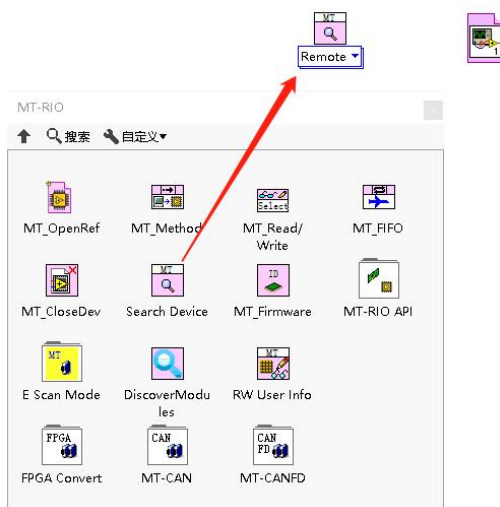 MT
Remote
1
MT-RIO
搜索 自定义
MT_OpenRef
MT_Method
Select
MT_Read/
Write
MT_FIFO
MT_CloseDev
MT
Search Device
ID
MT_Firmware
MT-RIO API
MT
E Scan Mode
DiscoverModu
les
MT
RW User Info
FPGA
FPGA Convert
CAN
MT-CAN
CAN
FD
MT-CANFD